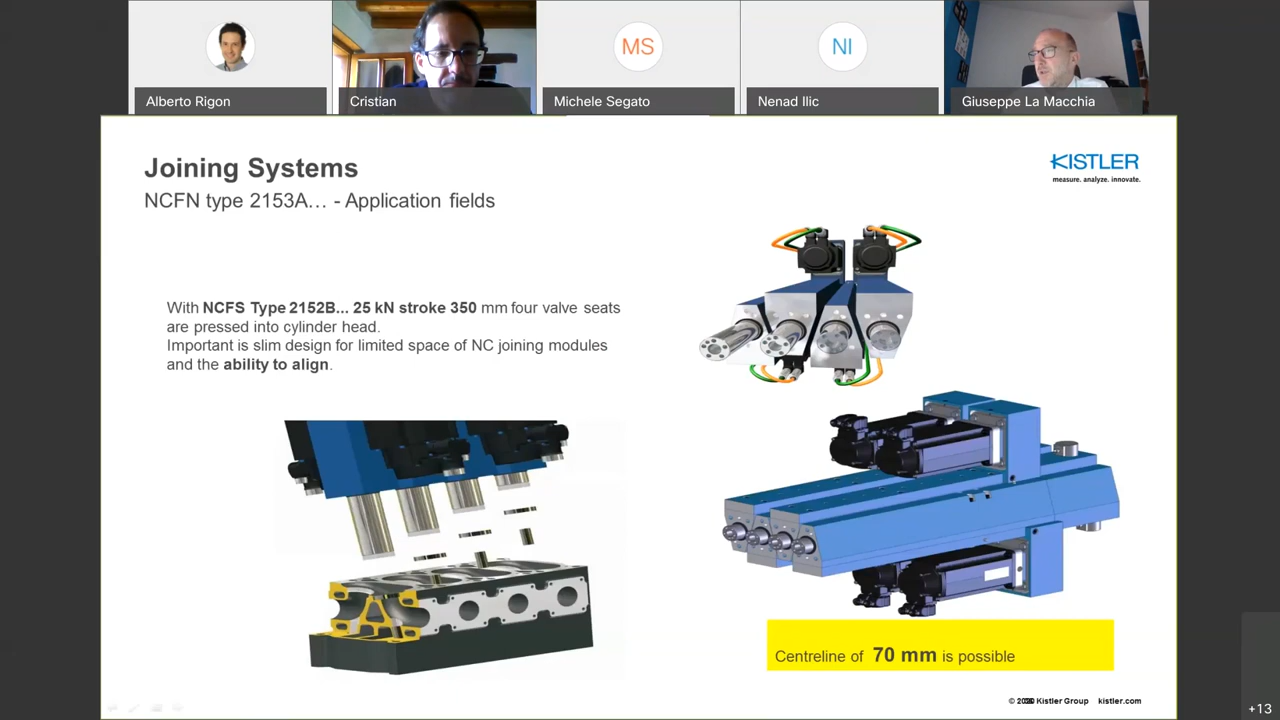 MS
NI
Alberto Rigon
Cristian
Michele Segato
Nenad Ilic
Giuseppe La Macchia
Joining Systems
KISTLER
measure. analyze. innovate.
NCFN type 2153A… - Application fields
With NCFS Type 2152B... 25 kN stroke 350 mm four valve seats
are pressed into cylinder head.
Important is slim design for limited space of NC joining modules
and the ability to align.
Centreline of 70 mm is possible
© Kistler Group kistler.com
+13